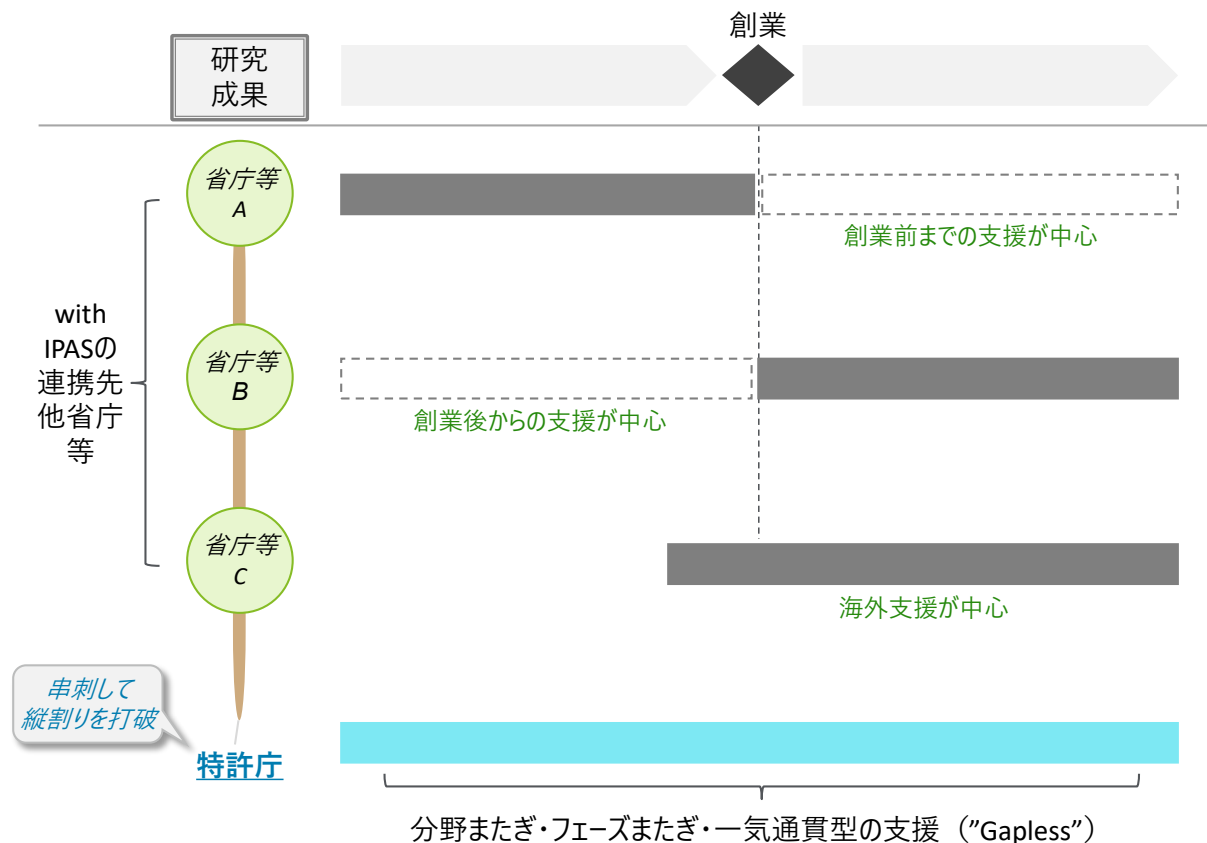 創業
研究
成果
省庁等
A
創業前までの支援が中心
with
IPASの
連携先
他省庁
等
省庁等
B
創業後からの支援が中心
省庁等
C
海外支援が中心
串刺して
縦割りを打破
特許庁
分野またぎ・フェーズまたぎ・一気通貫型の支援（”Gapless”）